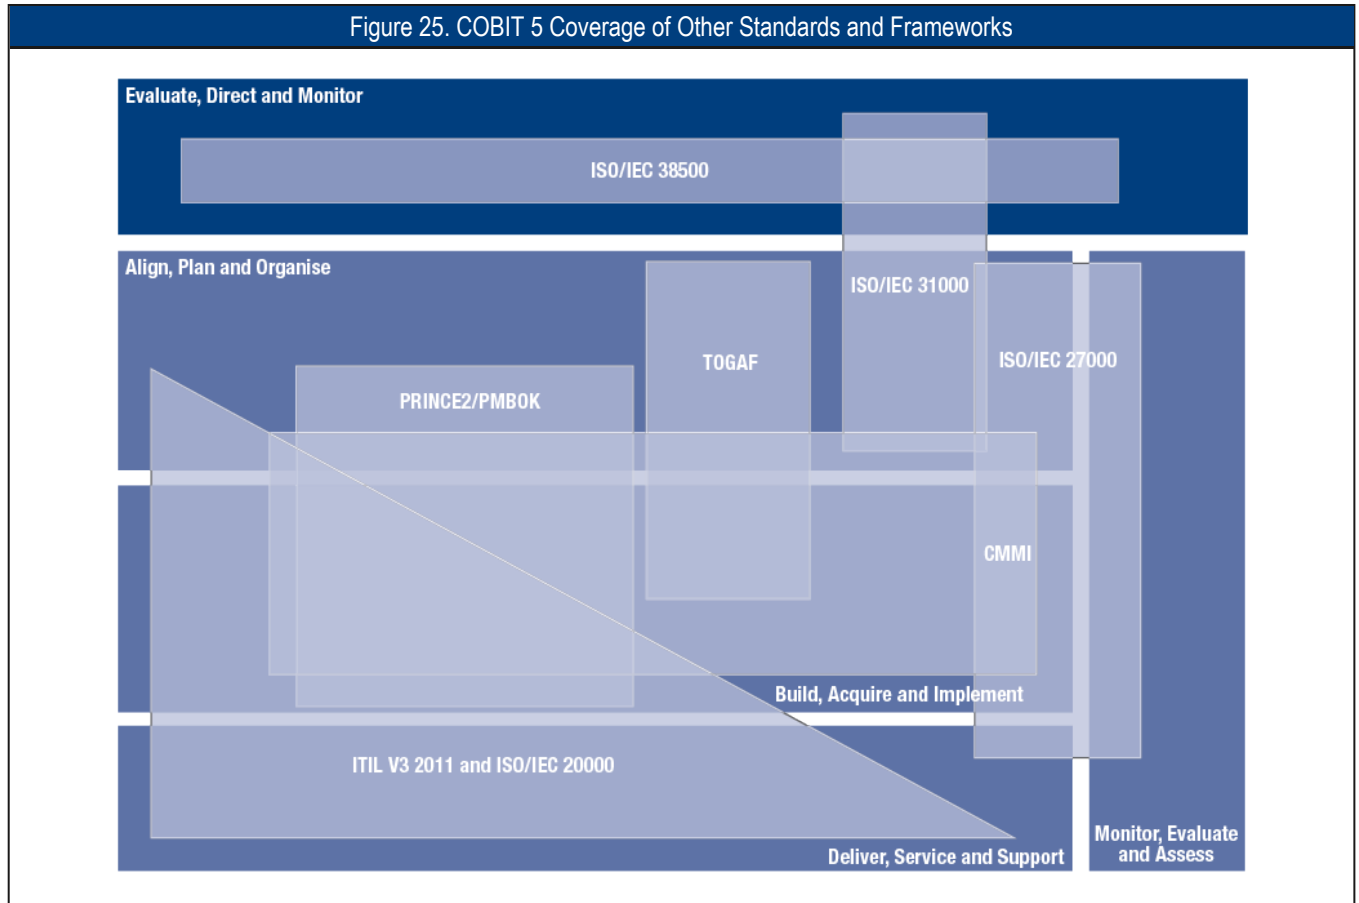 Figure 25. COBIT 5 Coverage of Other Standards and Frameworks
Evaluate, Direct and Monitor
ISO/IEC 38500
Align, Plan and Organise
ISO/IEC 31000
TOGAF
ISO/IEC 27000
PRINCE2/PMBOK
CMMI
Build, Acquire and Implement
ITIL V3 2011 and ISO/IEC 20000
Deliver, Service and Support
Monitor, Evaluate
and Assess